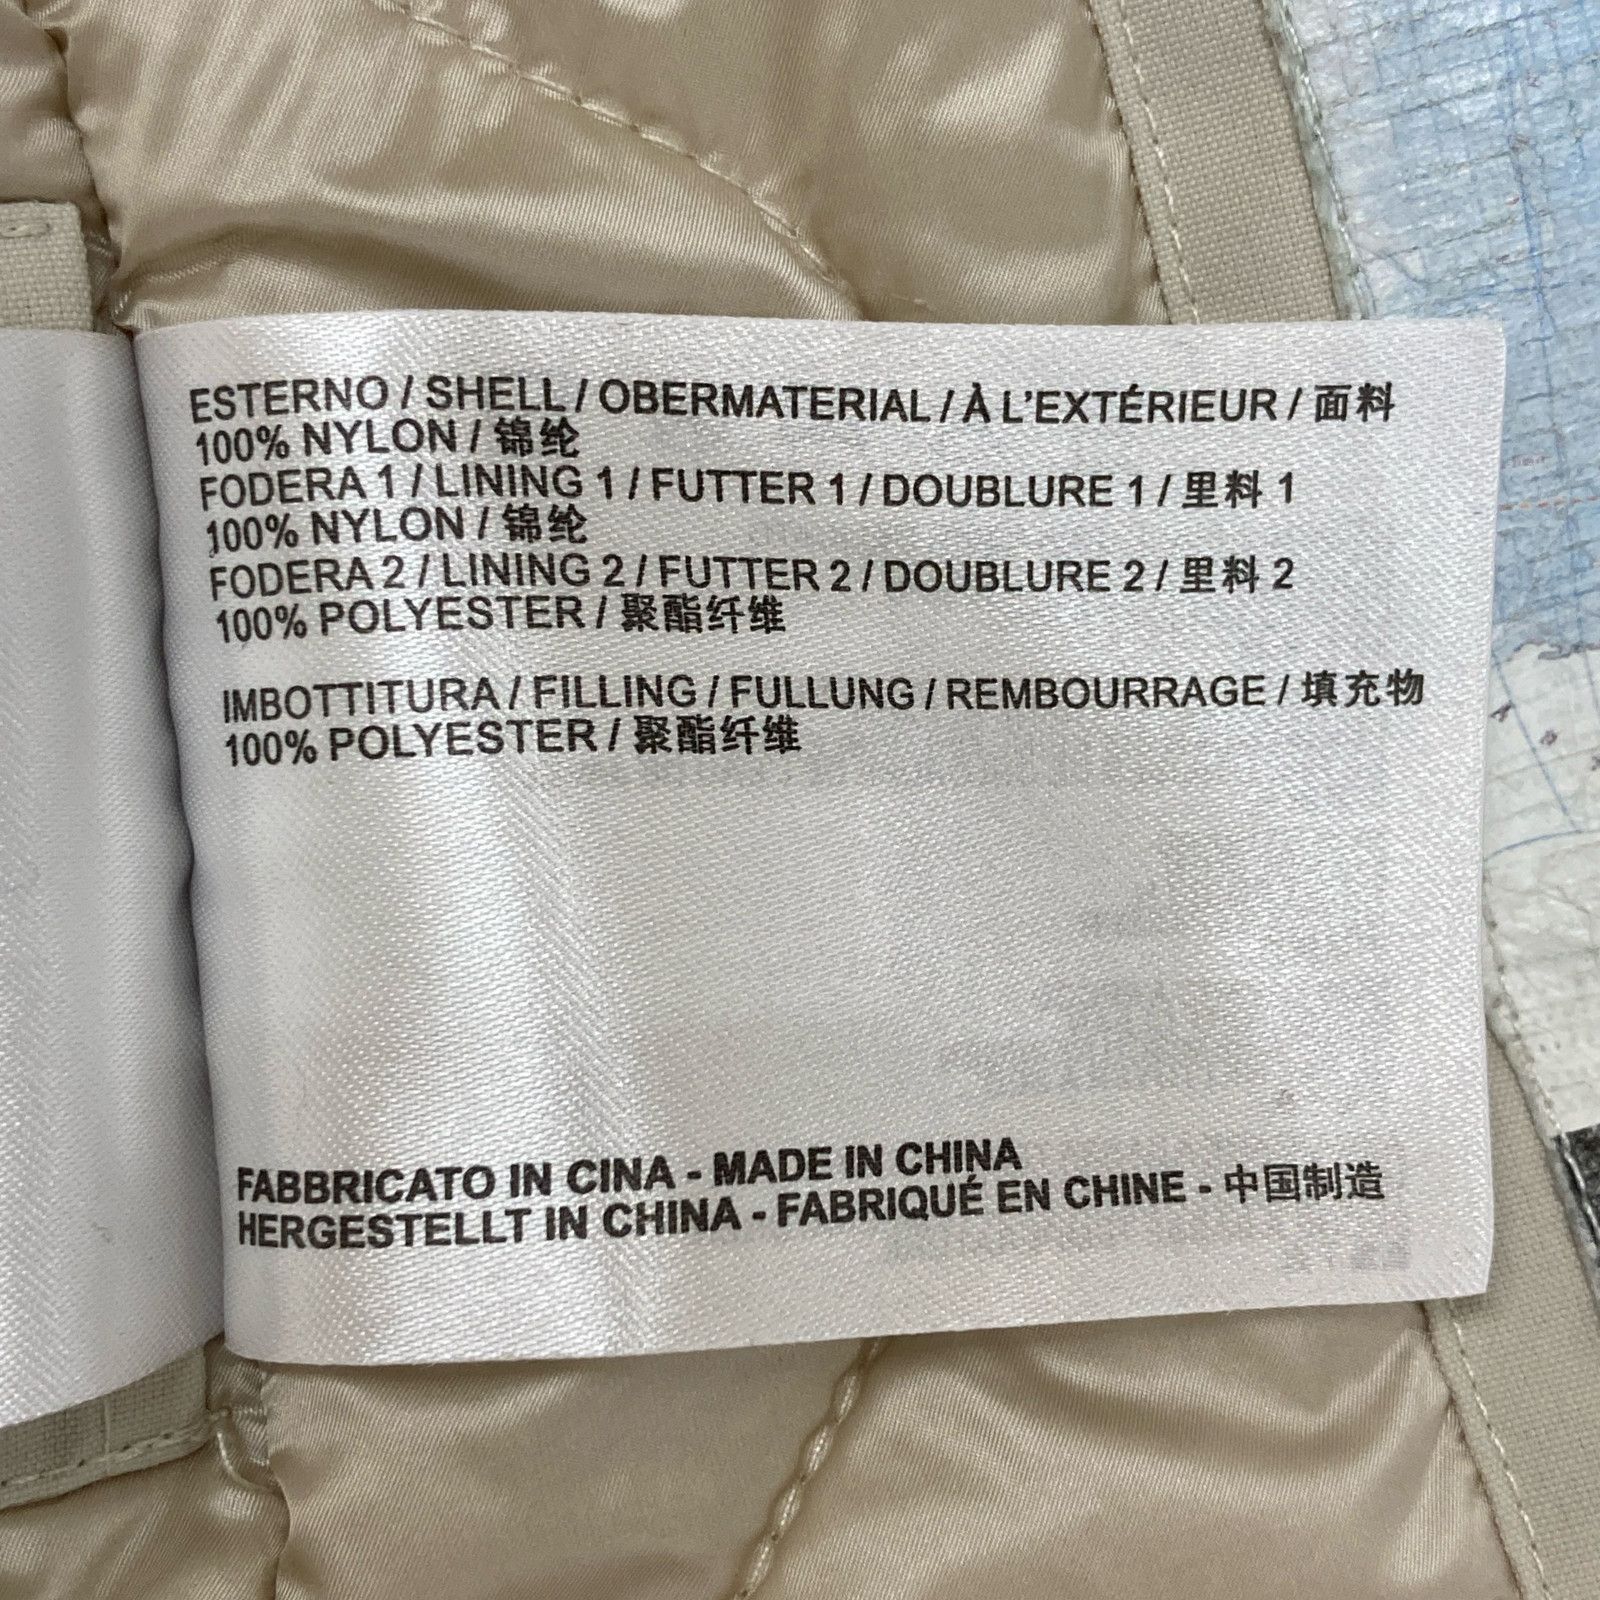 ESTERNO / SHELL / OBERMATERIAL / À L'EXTÉRIEUR / 面料
100% NYLON / 锦纶
FODERA 1 / LINING 1 / FUTTER 1 / DOUBLURE 1 / 里料 1
100% NYLON / 锦纶
FODERA 2 / LINING 2 / FUTTER 2 / DOUBLURE 2 / 里料 2
100% POLYESTER / 聚酯纤维
IMBOTTITURA / FILLING / FULLUNG / REMBOURRAGE / 填充物
100% POLYESTER / 聚酯纤维
FABBRICATO IN CINA - MADE IN CHINA
HERGESTELLT IN CHINA - FABRIQUÉ EN CHINE - 中国制造